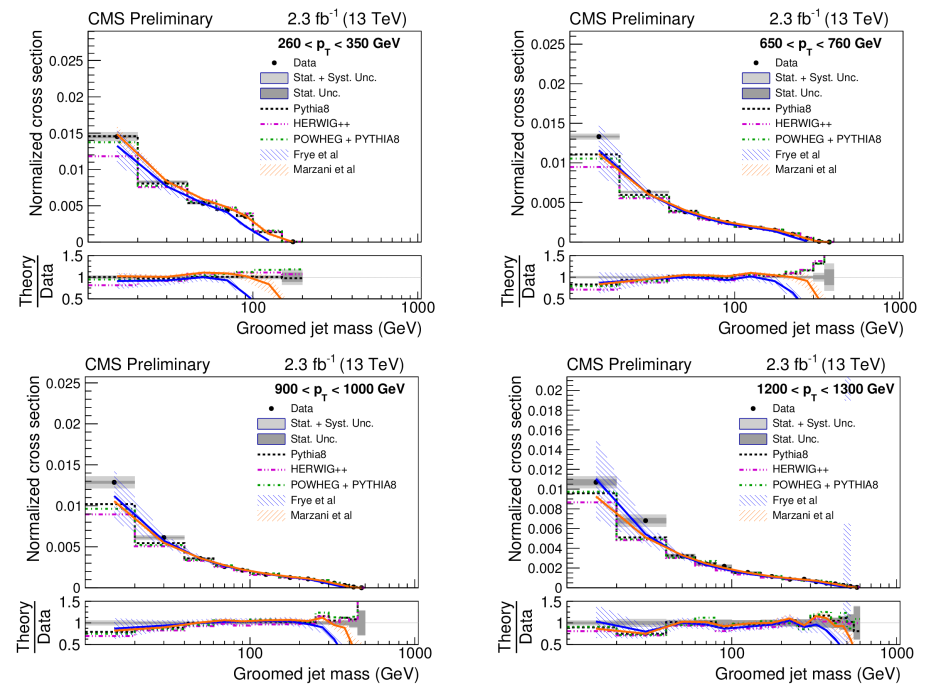 CMS Preliminary 2.3 fb⁻¹ (13 TeV)
Normalized cross section
0.025
0.02
0.015
0.01
0.005
0
260 < p_T < 350 GeV
Data
Stat. + Syst. Unc.
Stat. Unc.
Pythia8
HERWIG++
POWHEG + PYTHIA8
Frye et al
Marzani et al
Theory
Data
1.5
1
0.5
100 1000
Groomed jet mass (GeV)
CMS Preliminary 2.3 fb⁻¹ (13 TeV)
Normalized cross section
0.025
0.02
0.015
0.01
0.005
0
650 < p_T < 760 GeV
Data
Stat. + Syst. Unc.
Stat. Unc.
Pythia8
HERWIG++
POWHEG + PYTHIA8
Frye et al
Marzani et al
Theory
Data
1.5
1
0.5
100 1000
Groomed jet mass (GeV)
CMS Preliminary 2.3 fb⁻¹ (13 TeV)
Normalized cross section
0.025
0.02
0.015
0.01
0.005
0
900 < p_T < 1000 GeV
Data
Stat. + Syst. Unc.
Stat. Unc.
Pythia8
HERWIG++
POWHEG + PYTHIA8
Frye et al
Marzani et al
Theory
Data
1.5
1
0.5
100 1000
Groomed jet mass (GeV)
CMS Preliminary 2.3 fb⁻¹ (13 TeV)
Normalized cross section
0.02
0.018
0.016
0.014
0.012
0.01
0.008
0.006
0.004
0.002
0
1200 < p_T < 1300 GeV
Data
Stat. + Syst. Unc.
Stat. Unc.
Pythia8
HERWIG++
POWHEG + PYTHIA8
Frye et al
Marzani et al
Theory
Data
1.5
1
0.5
100 1000
Groomed jet mass (GeV)